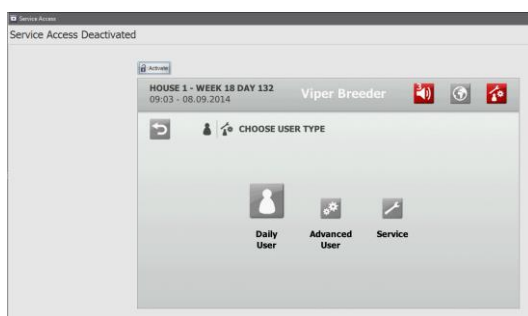 Service Access
Service Access Deactivated
Activate
HOUSE 1 - WEEK 18 DAY 132
09:03 - 08.09.2014
Viper Breeder
CHOOSE USER TYPE
Daily
User
Advanced
User
Service